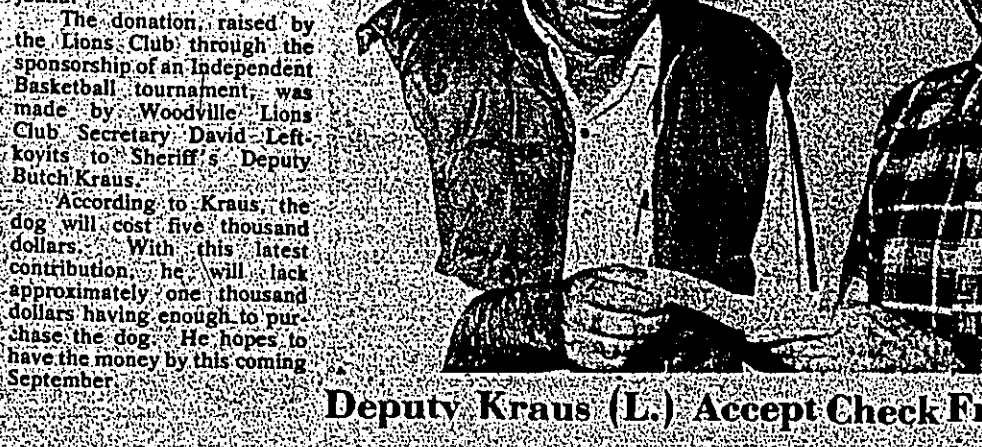 The donation, raised by
the Lions Club through the
sponsorship of an Independent
Basketball tournament, was
made by Woodville Lions
Club Secretary David Left-
kovits to Sheriff's Deputy
Butch Kraus.
According to Kraus, the
dog will cost five thousand
dollars. With this latest
contribution, he will lack
approximately one thousand
dollars having enough to pur-
chase the dog. He hopes to
have the money by this coming
September.
Deputy Kraus (L.) Accept Check